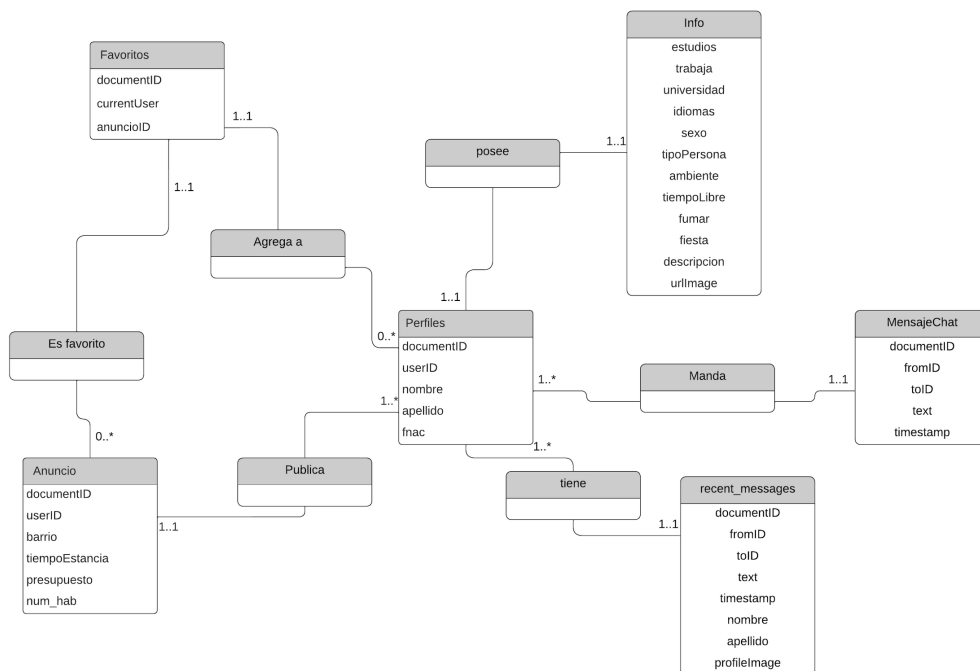 Info
estudios
trabaja
universidad
idiomas
sexo
tipoPersona
ambiente
tiempoLibre
fumar
fiesta
descripcion
urlImage
Favoritos
documentID
currentUser
anuncioID
1..1
1..1
posee
1..1
Agrega a
1..1
0..*
Es favorito
0..*
Perfiles
documentID
userID
nombre
apellido
fnac
1..*
1..*
1..*
Manda
1..1
MensajeChat
documentID
fromID
toID
text
timestamp
Publica
1..1
Anuncio
documentID
userID
barrio
tiempoEstancia
presupuesto
num_hab
tiene
1..1
recent_messages
documentID
fromID
toID
text
timestamp
nombre
apellido
profileImage